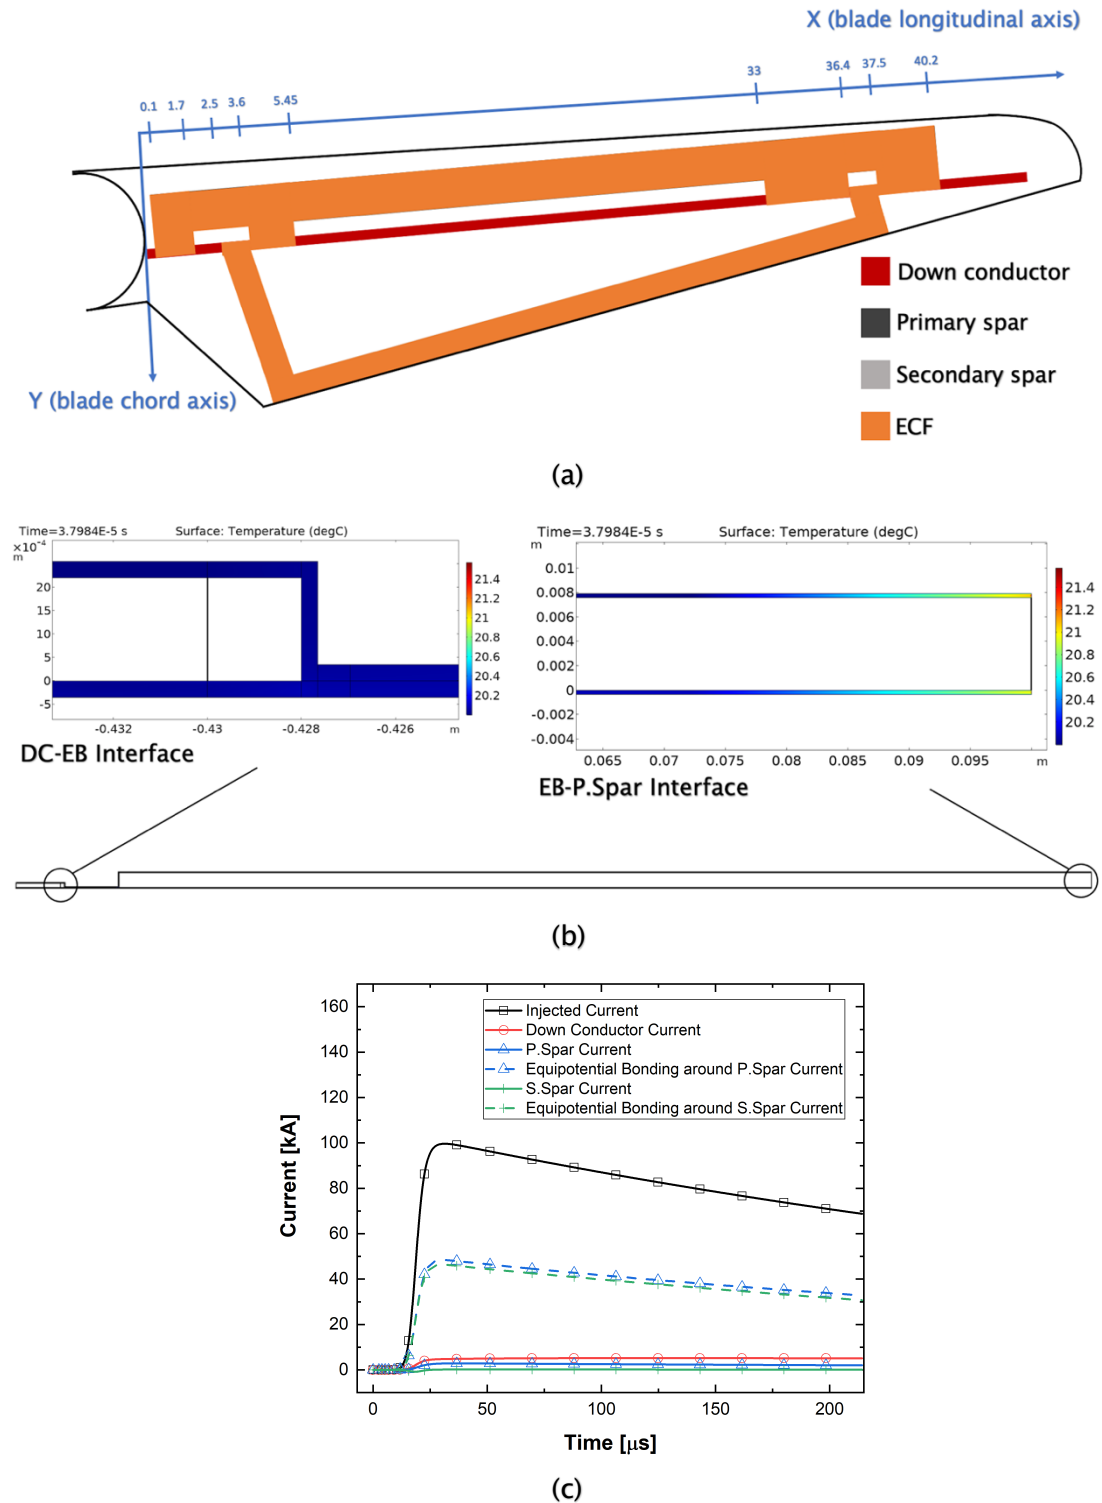 X (blade longitudinal axis)
0.1 1.7 2.5 3.6 5.45 33 36.4 37.5 40.2
Y (blade chord axis)
Down conductor
Primary spar
Secondary spar
ECF
(a)
Time=3.7984E-5 s Surface: Temperature (degC)
×10⁻⁴
m
20
15
10
5
0
-5
-0.432 -0.43 -0.428 -0.426 m
21.4
21.2
21
20.8
20.6
20.4
20.2
DC-EB Interface
Time=3.7984E-5 s Surface: Temperature (degC)
m
0.01
0.008
0.006
0.004
0.002
0
-0.002
-0.004
0.065 0.07 0.075 0.08 0.085 0.09 0.095 m
21.4
21.2
21
20.8
20.6
20.4
20.2
EB-P.Spar Interface
(b)
Current [kA]
160
140
120
100
80
60
40
20
0
Injected Current
Down Conductor Current
P.Spar Current
Equipotential Bonding around P.Spar Current
S.Spar Current
Equipotential Bonding around S.Spar Current
0 50 100 150 200
Time [μs]
(c)